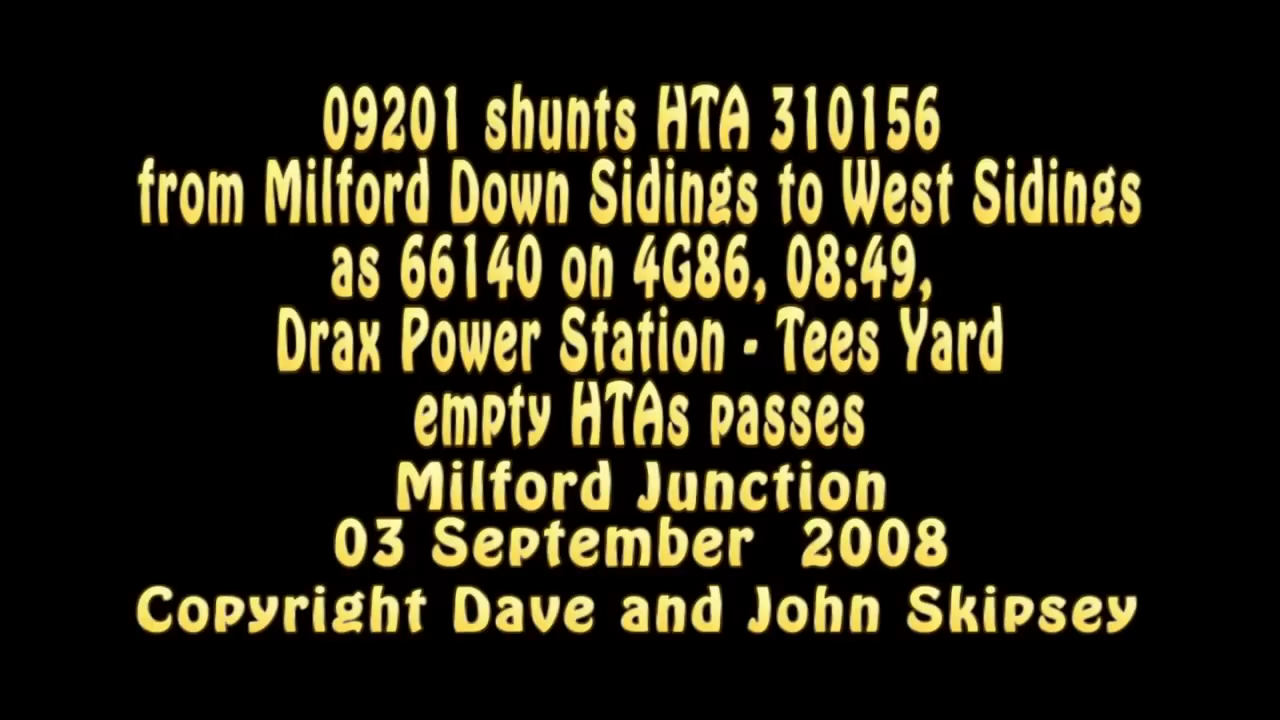 09201 shunts HTA 310156
from Milford Down Sidings to West Sidings
as 66140 on 4G86, 08:49,
Drax Power Station - Tees Yard
empty HTAs passes
Milford Junction
03 September 2008
Copyright Dave and John Skipsey